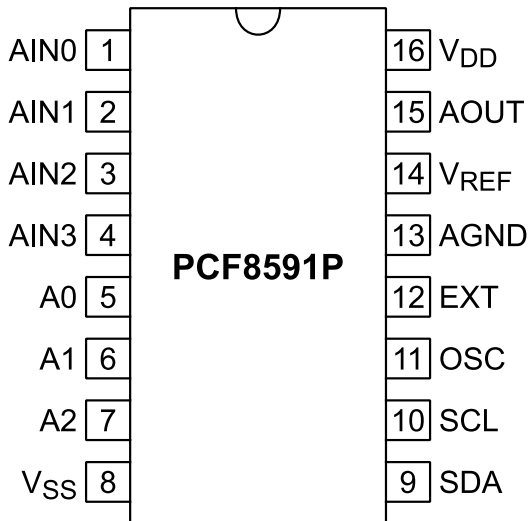 AIN0 1 16 VDD
AIN1 2 15 AOUT
AIN2 3 14 VREF
AIN3 4 13 AGND
PCF8591P
A0 5 12 EXT
A1 6 11 OSC
A2 7 10 SCL
VSS 8 9 SDA